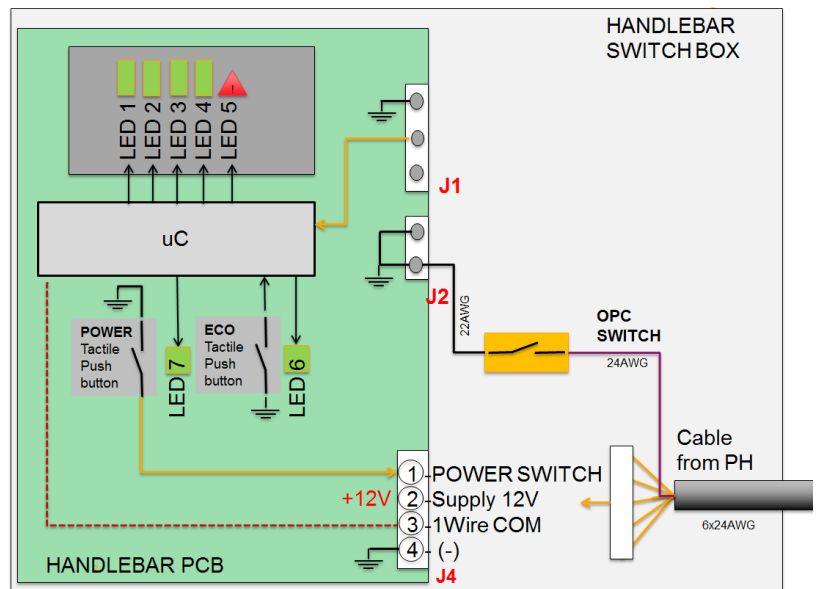 HANDLEBAR
SWITCH BOX
!
LED 1
LED 2
LED 3
LED 4
LED 5
J1
uC
J2
22AWG
OPC
SWITCH
24AWG
POWER
Tactile
Push
button
LED 7
ECO
Tactile
Push
button
LED 6
Cable
from PH
6x24AWG
1 -POWER SWITCH
+12V 2 -Supply 12V
3 -1Wire COM
4 - (-)
J4
HANDLEBAR PCB